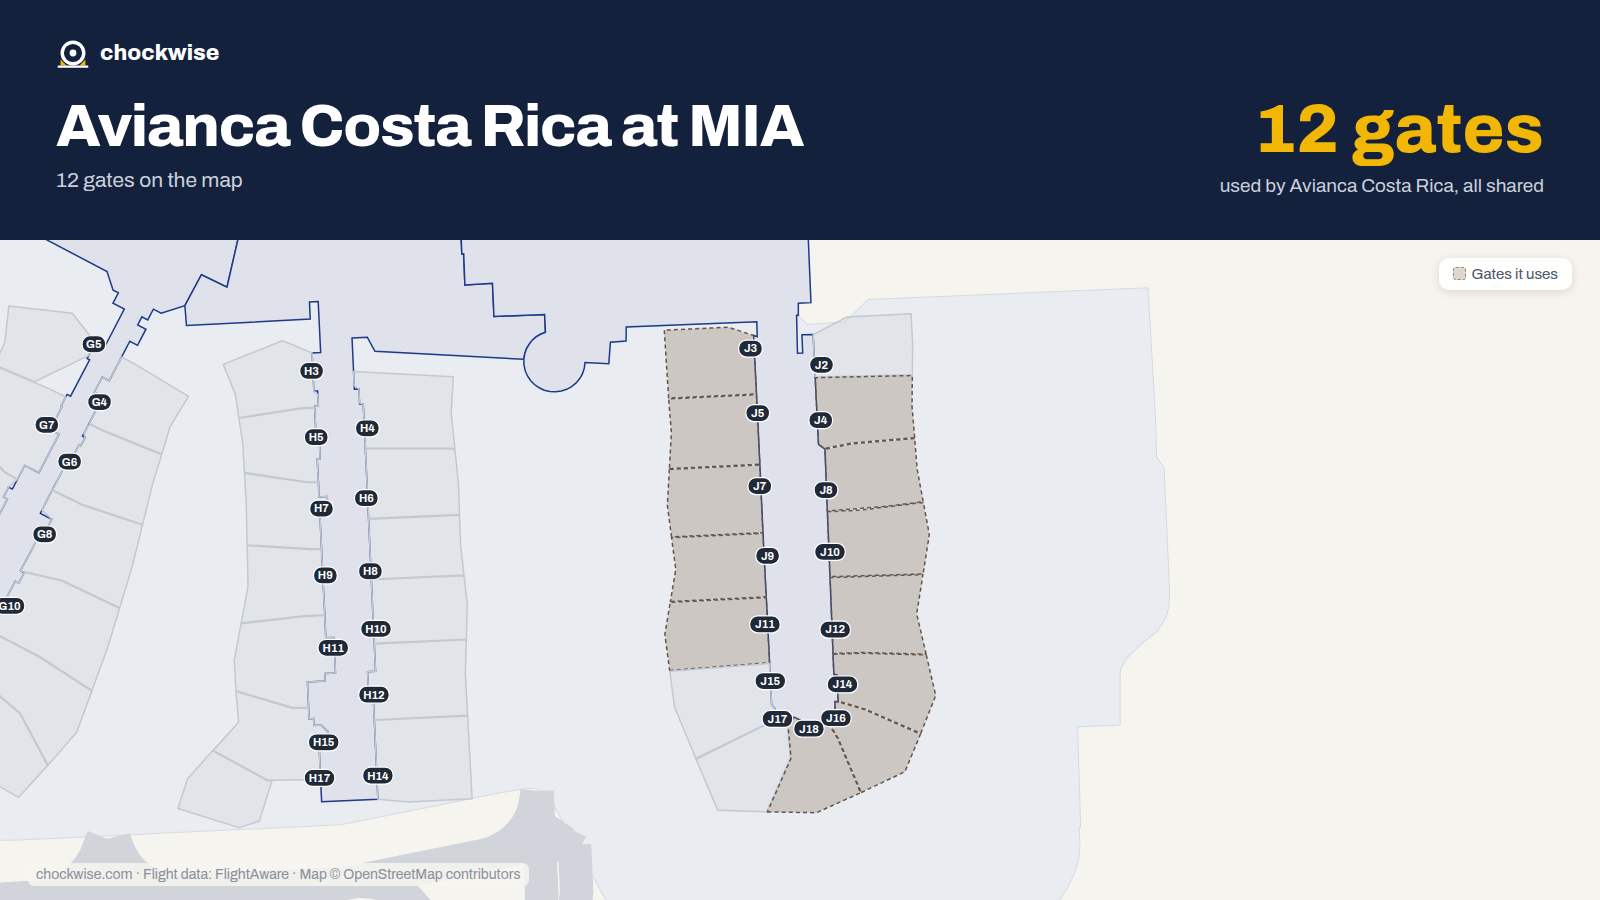 chockwise
Avianca Costa Rica at MIA
12 gates on the map
12 gates
used by Avianca Costa Rica, all shared
Gates it uses
G5
G4
G7
G6
G8
G10
H3
H5
H4
H7
H6
H9
H8
H11
H10
H12
H15
H17
H14
J3
J2
J5
J4
J7
J8
J9
J10
J11
J12
J15
J14
J17
J18
J16
chockwise.com · Flight data: FlightAware · Map © OpenStreetMap contributors